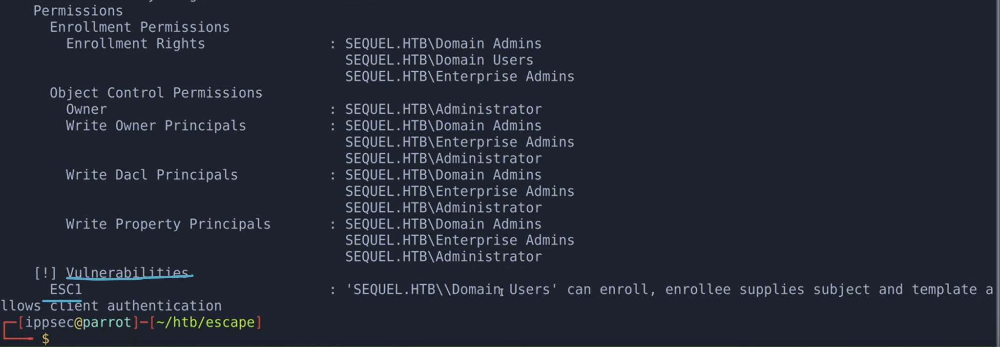 Permissions
Enrollment Permissions
Enrollment Rights : SEQUEL.HTB\Domain Admins
SEQUEL.HTB\Domain Users
SEQUEL.HTB\Enterprise Admins
Object Control Permissions
Owner : SEQUEL.HTB\Administrator
Write Owner Principals : SEQUEL.HTB\Domain Admins
SEQUEL.HTB\Enterprise Admins
SEQUEL.HTB\Administrator
Write Dacl Principals : SEQUEL.HTB\Domain Admins
SEQUEL.HTB\Enterprise Admins
SEQUEL.HTB\Administrator
Write Property Principals : SEQUEL.HTB\Domain Admins
SEQUEL.HTB\Enterprise Admins
SEQUEL.HTB\Administrator
[!] Vulnerabilities
ESC1 : 'SEQUEL.HTB\\Domain Users' can enroll, enrollee supplies subject and template a
llows client authentication
[ippsec@parrot]-[~/htb/escape]
$